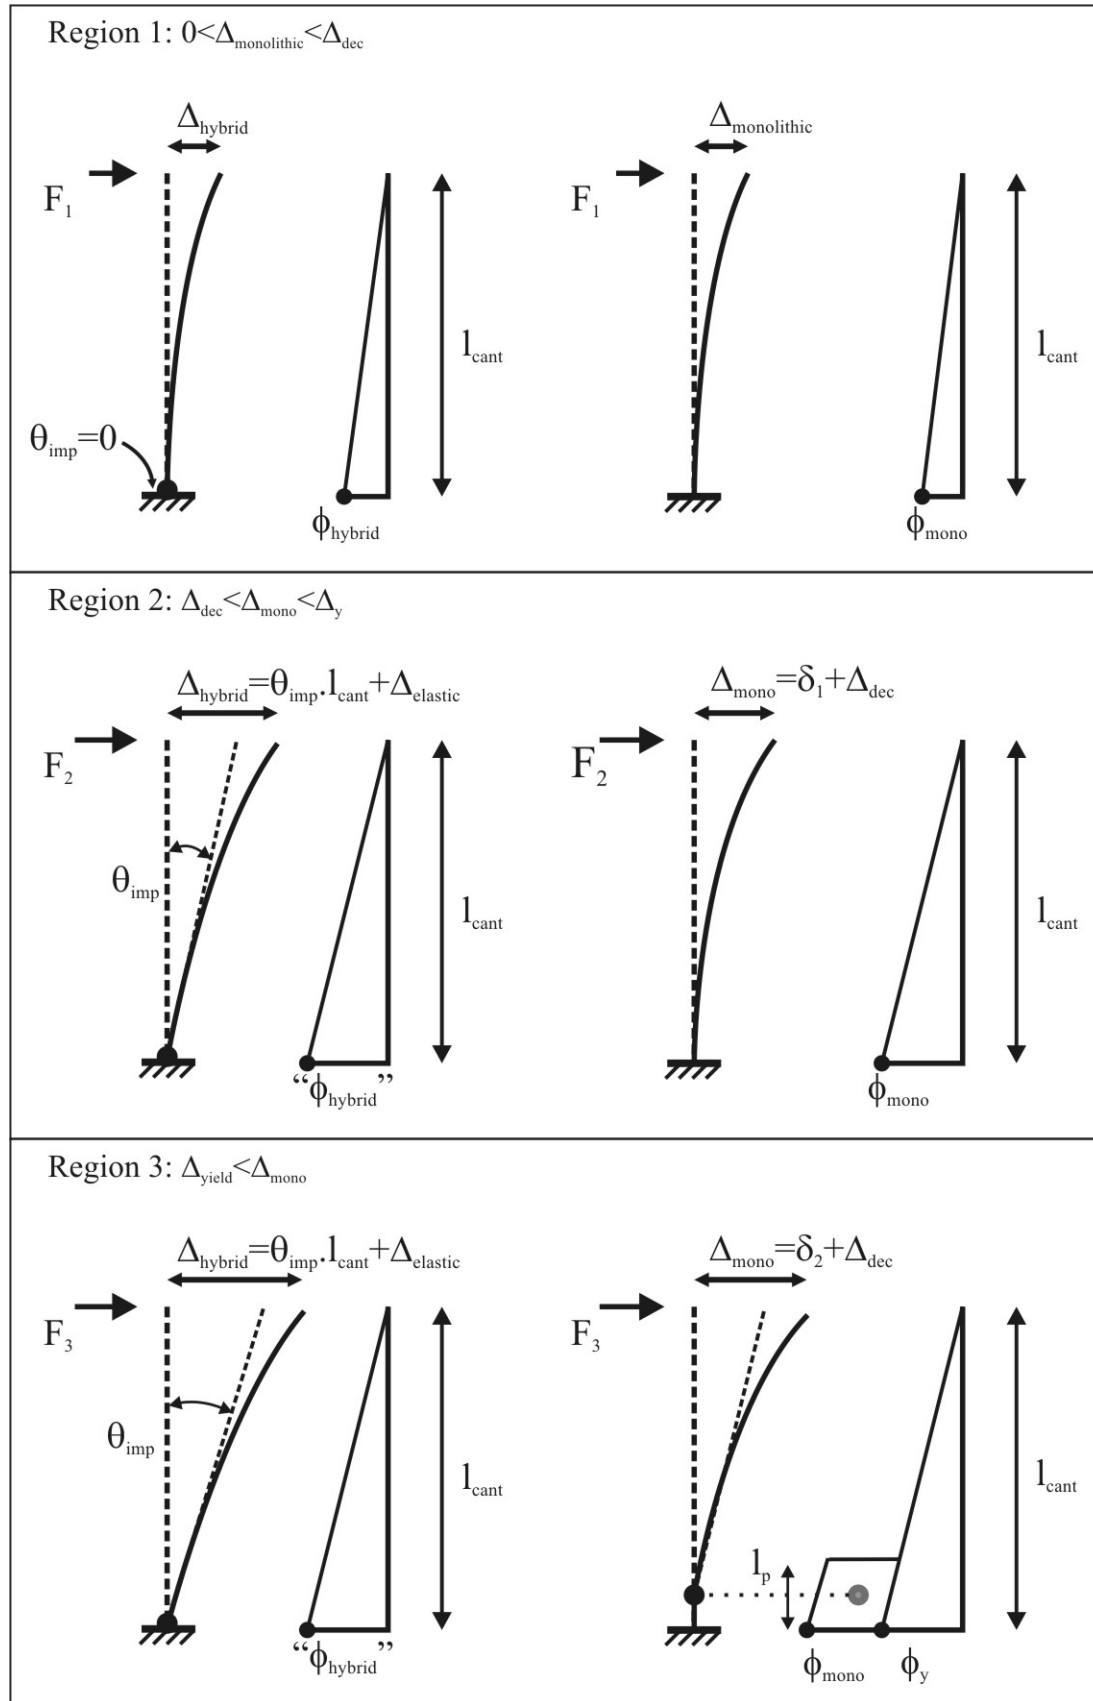 Region 1: 0<Δmonolithic<Δdec
Δhybrid
Δmonolithic
F1
F1
lcant
lcant
θimp=0
ϕhybrid
ϕmono
Region 2: Δdec<Δmono<Δy
Δhybrid=θimp.lcant+Δelastic
Δmono=δ1+Δdec
F2
F2
θimp
lcant
lcant
“ϕhybrid”
ϕmono
Region 3: Δyield<Δmono
Δhybrid=θimp.lcant+Δelastic
Δmono=δ2+Δdec
F3
F3
θimp
lcant
lcant
lp
“ϕhybrid”
ϕmono
ϕy